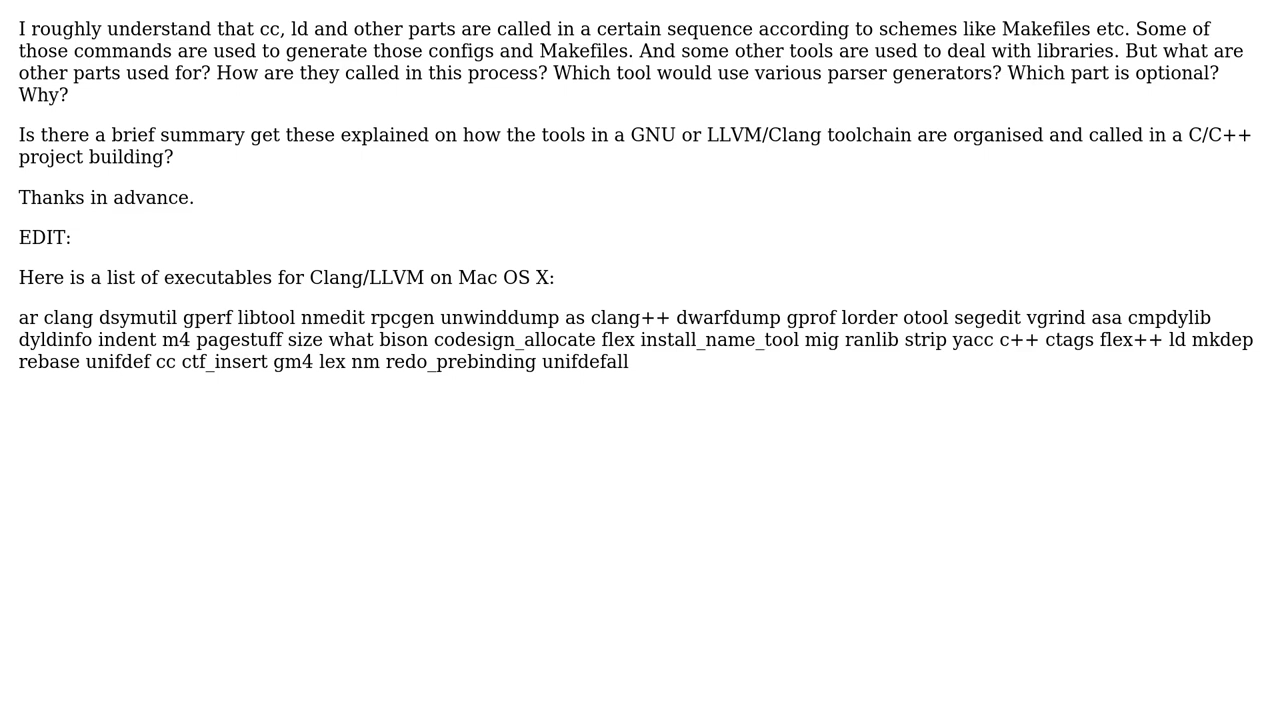 I roughly understand that cc, ld and other parts are called in a certain sequence according to schemes like Makefiles etc. Some of
those commands are used to generate those configs and Makefiles. And some other tools are used to deal with libraries. But what are
other parts used for? How are they called in this process? Which tool would use various parser generators? Which part is optional?
Why?
Is there a brief summary get these explained on how the tools in a GNU or LLVM/Clang toolchain are organised and called in a C/C++
project building?
Thanks in advance.
EDIT:
Here is a list of executables for Clang/LLVM on Mac OS X:
ar clang dsymutil gperf libtool nmedit rpcgen unwinddump as clang++ dwarfdump gprof lorder otool segedit vgrind asa cmpdylib
dyldinfo indent m4 pagestuff size what bison codesign_allocate flex install_name_tool mig ranlib strip yacc c++ ctags flex++ ld mkdep
rebase unifdef cc ctf_insert gm4 lex nm redo_prebinding unifdefall